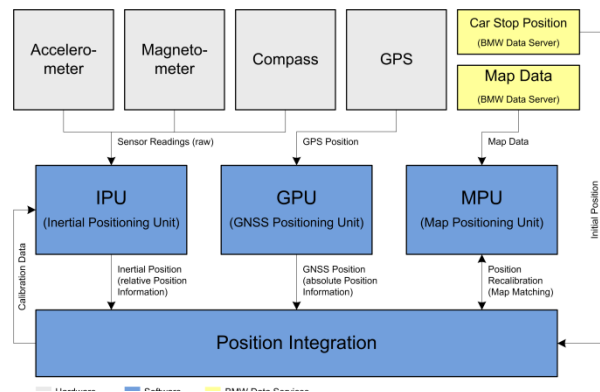 Accelero-
meter
Magneto-
meter
Compass
GPS
Car Stop Position
(BMW Data Server)
Map Data
(BMW Data Server)
Sensor Readings (raw)
GPS Position
Map Data
IPU
(Inertial Positioning Unit)
GPU
(GNSS Positioning Unit)
MPU
(Map Positioning Unit)
Initial Position
Calibration Data
Inertial Position
(relative Position
Information)
GNSS Position
(absolute Position
Information)
Position
Recalibration
(Map Matching)
Position Integration
Hardware
Software
BMW Data Services